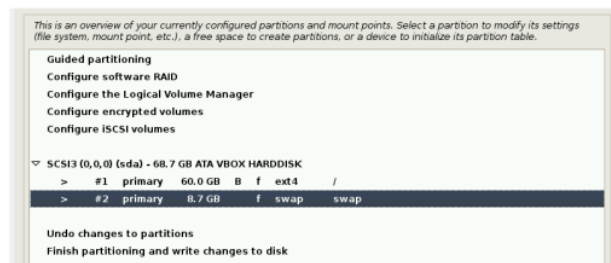 This is an overview of your currently configured partitions and mount points. Select a partition to modify its settings
(file system, mount point, etc.), a free space to create partitions, or a device to initialize its partition table.
Guided partitioning
Configure software RAID
Configure the Logical Volume Manager
Configure encrypted volumes
Configure iSCSI volumes
SCSI3 (0,0,0) (sda) - 68.7 GB ATA VBOX HARDDISK
> #1 primary 60.0 GB B f ext4 /
> #2 primary 8.7 GB f swap swap
Undo changes to partitions
Finish partitioning and write changes to disk